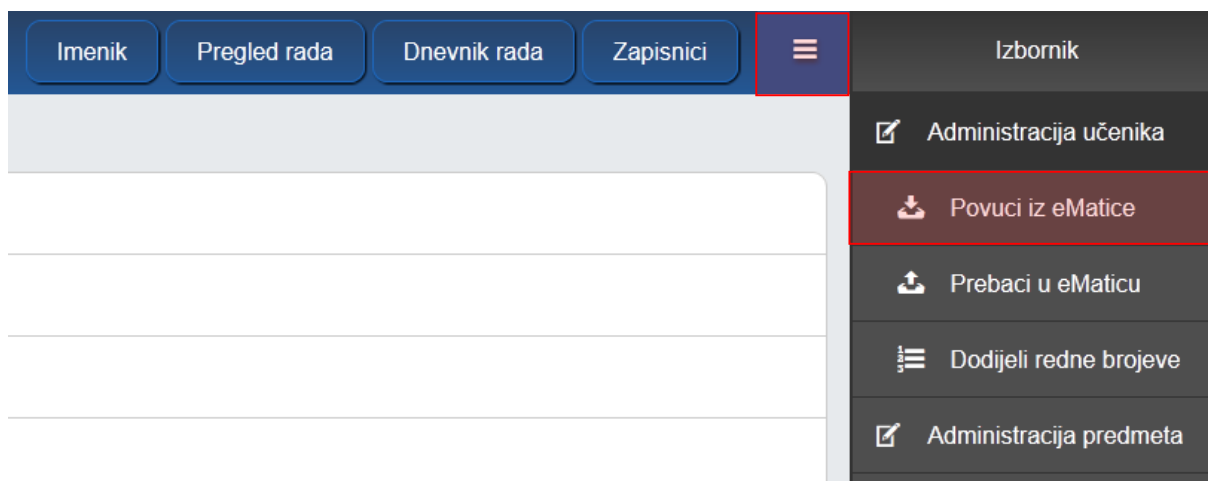 Imenik Pregled rada Dnevnik rada Zapisnici Izbornik
Administracija učenika
Povuci iz eMatice
Prebaci u eMaticu
Dodijeli redne brojeve
Administracija predmeta